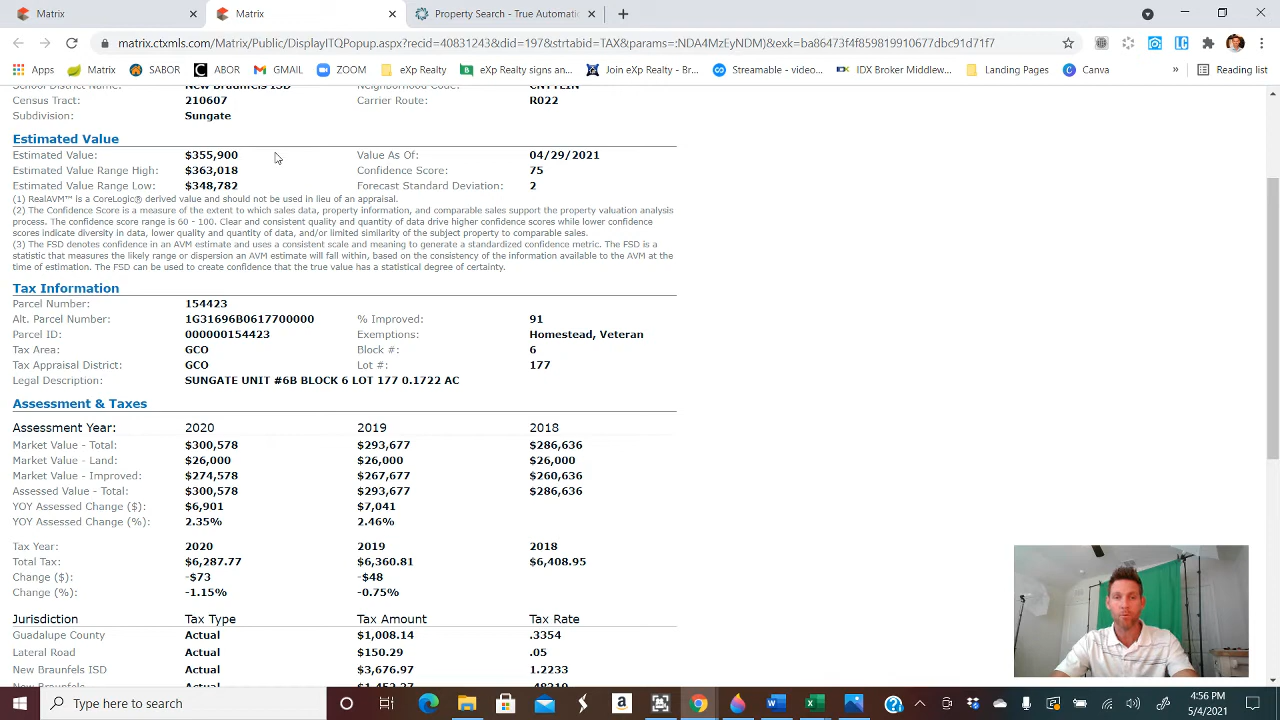 Matrix
Matrix
Property Search - True Automatic
matrix.ctxmls.com/Matrix/Public/DisplayITQPopup.aspx?recid=40831243&did=107&strtabid=TAX&params=:NDA4MzEyNDM)&exk=ba86473f4f859819910677dbc91d71f7
Apps Matrix SABOR ABOR GMAIL ZOOM eXp Realty eXp Realty signs an... Join eXp Realty - Br... Streamable - video... IDX Broker Middlew... Landing Pages Canva » Reading list
School District Name: New Braunfels ISD Neighborhood Code: CNTYLIN
Census Tract: 210607 Carrier Route: R022
Subdivision: Sungate
Estimated Value
Estimated Value: $355,900 Value As Of: 04/29/2021
Estimated Value Range High: $363,018 Confidence Score: 75
Estimated Value Range Low: $348,782 Forecast Standard Deviation: 2
(1) RealAVM™ is a CoreLogic® derived value and should not be used in lieu of an appraisal.
(2) The Confidence Score is a measure of the extent to which sales data, property information, and comparable sales support the property valuation analysis
process. The confidence score range is 60 - 100. Clear and consistent quality and quantity of data drive higher confidence scores while lower confidence
scores indicate diversity in data, lower quality and quantity of data, and/or limited similarity of the subject property to comparable sales.
(3) The FSD denotes confidence in an AVM estimate and uses a consistent scale and meaning to generate a standardized confidence metric. The FSD is a
statistic that measures the likely range or dispersion an AVM estimate will fall within, based on the consistency of the information available to the AVM at the
time of estimation. The FSD can be used to create confidence that the true value has a statistical degree of certainty.
Tax Information
Parcel Number: 154423
Alt. Parcel Number: 1G31696B0617700000 % Improved: 91
Parcel ID: 000000154423 Exemptions: Homestead, Veteran
Tax Area: GCO Block #: 6
Tax Appraisal District: GCO Lot #: 177
Legal Description: SUNGATE UNIT #6B BLOCK 6 LOT 177 0.1722 AC
Assessment & Taxes
Assessment Year: 2020 2019 2018
Market Value - Total: $300,578 $293,677 $286,636
Market Value - Land: $26,000 $26,000 $26,000
Market Value - Improved: $274,578 $267,677 $260,636
Assessed Value - Total: $300,578 $293,677 $286,636
YOY Assessed Change ($): $6,901 $7,041
YOY Assessed Change (%): 2.35% 2.46%
Tax Year: 2020 2019 2018
Total Tax: $6,287.77 $6,360.81 $6,408.95
Change ($): -$73 -$48
Change (%): -1.15% -0.75%
Jurisdiction Tax Type Tax Amount Tax Rate
Guadalupe County Actual $1,008.14 .3354
Lateral Road Actual $150.29 .05
New Braunfels ISD Actual $3,676.97 1.2233
New Braunfels Actual $1,452.37 .48319
Type here to search
4:56 PM
5/4/2021